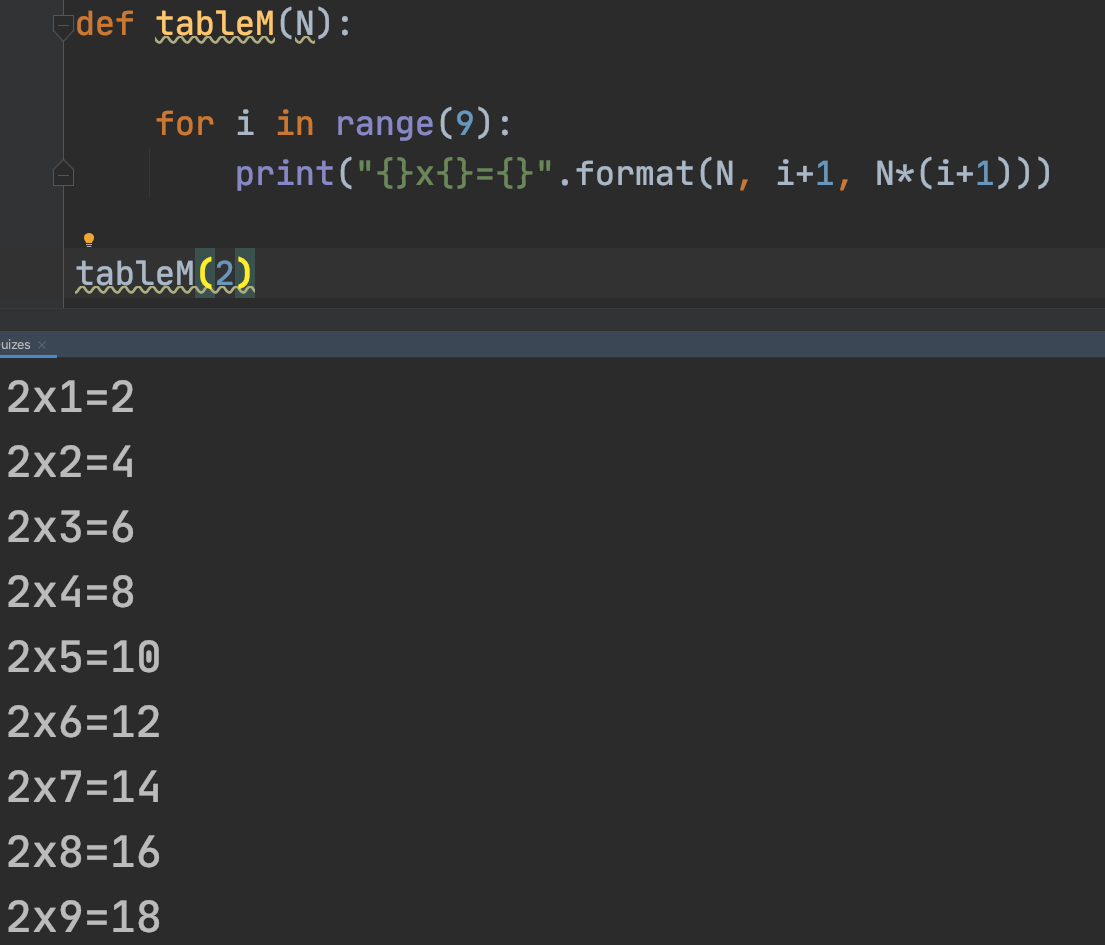 def tableM(N):
    for i in range(9):
        print("{}x{}={}".format(N, i+1, N*(i+1)))
tableM(2)
uizes ×
2x1=2
2x2=4
2x3=6
2x4=8
2x5=10
2x6=12
2x7=14
2x8=16
2x9=18